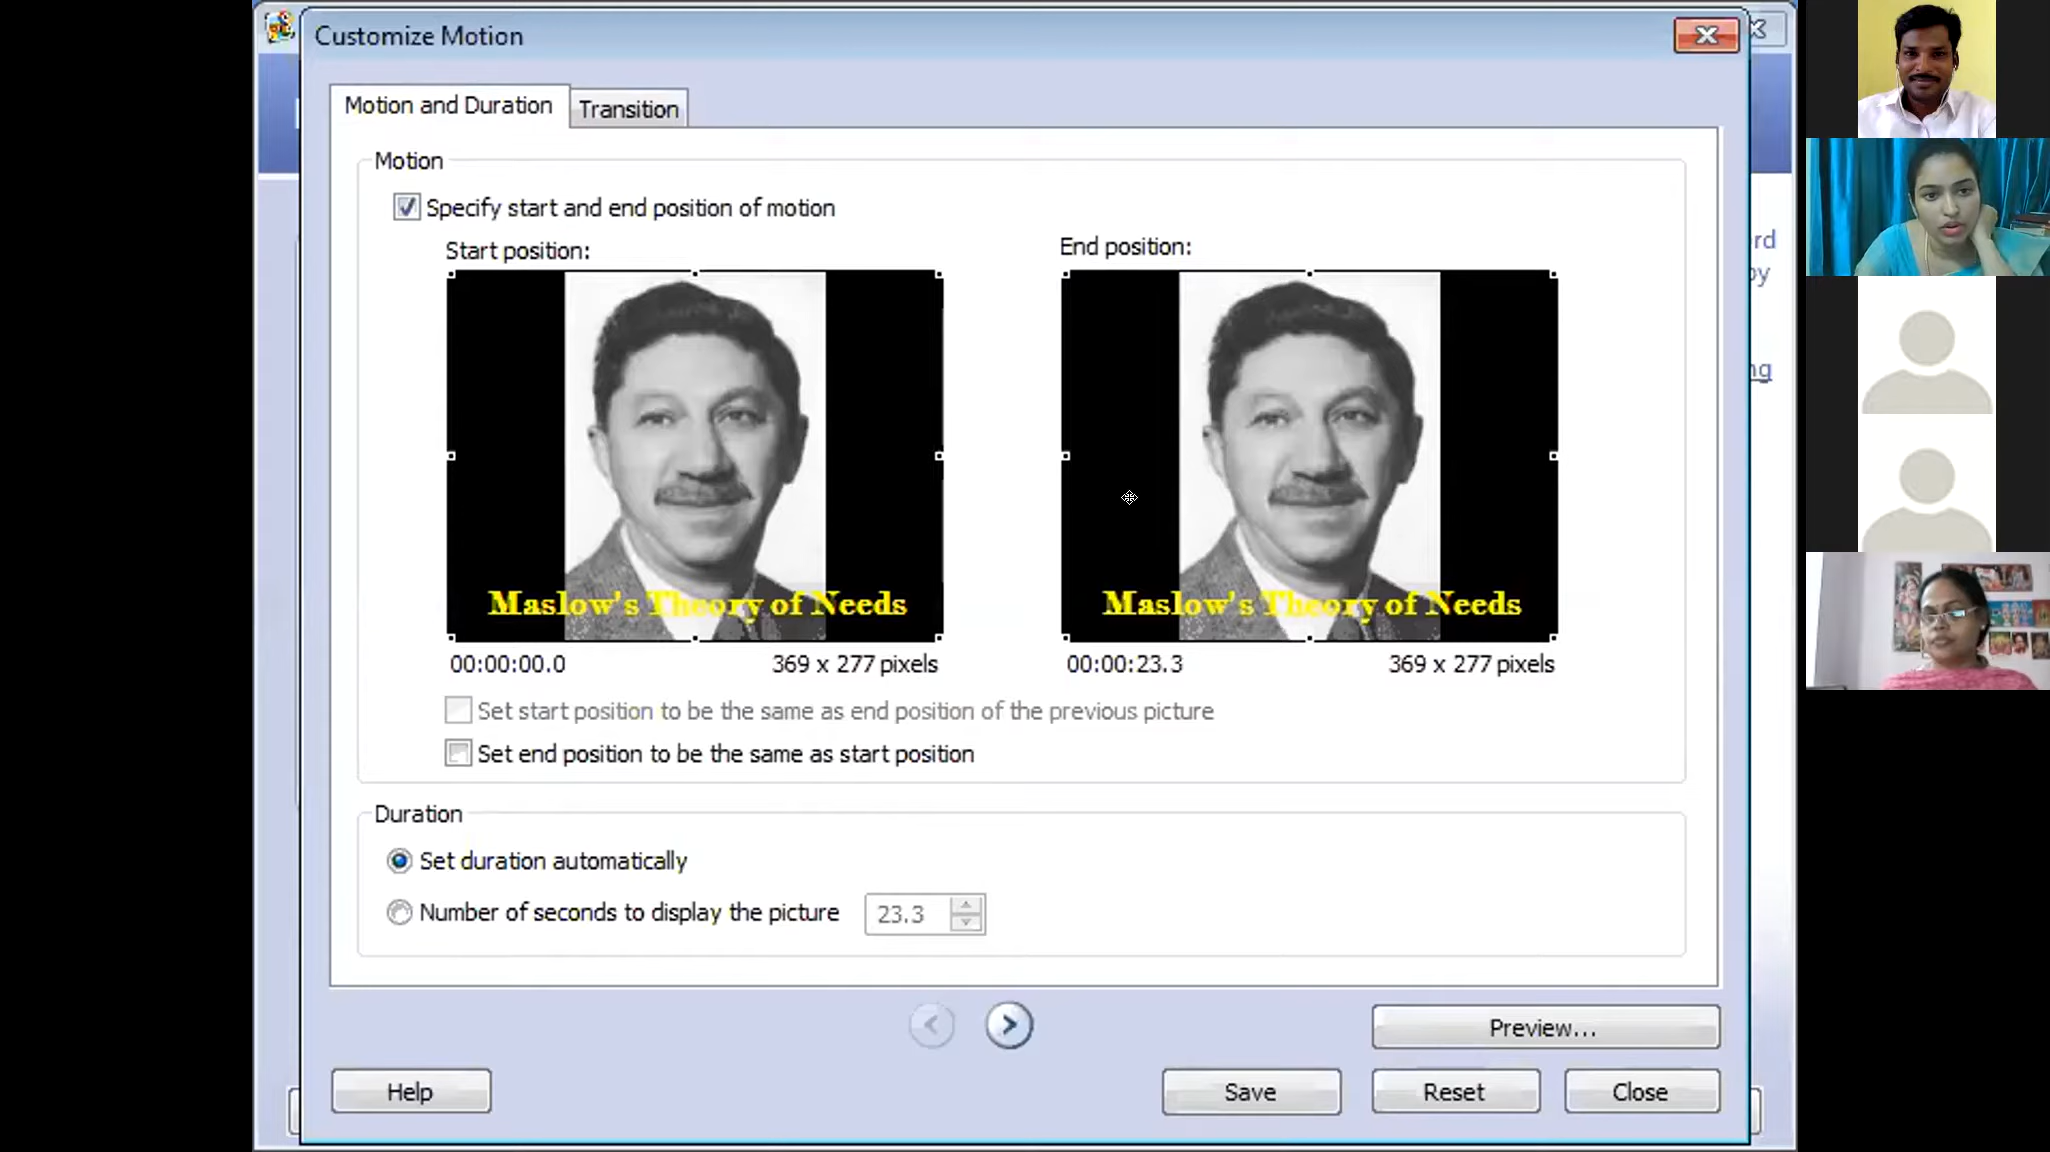 Customize Motion
Motion and Duration
Transition
Motion
Specify start and end position of motion
Start position:
End position:
Maslow's Theory of Needs
Maslow's Theory of Needs
00:00:00.0
369 x 277 pixels
00:00:23.3
369 x 277 pixels
Set start position to be the same as end position of the previous picture
Set end position to be the same as start position
Duration
Set duration automatically
Number of seconds to display the picture
23.3
Preview...
Help
Save
Reset
Close